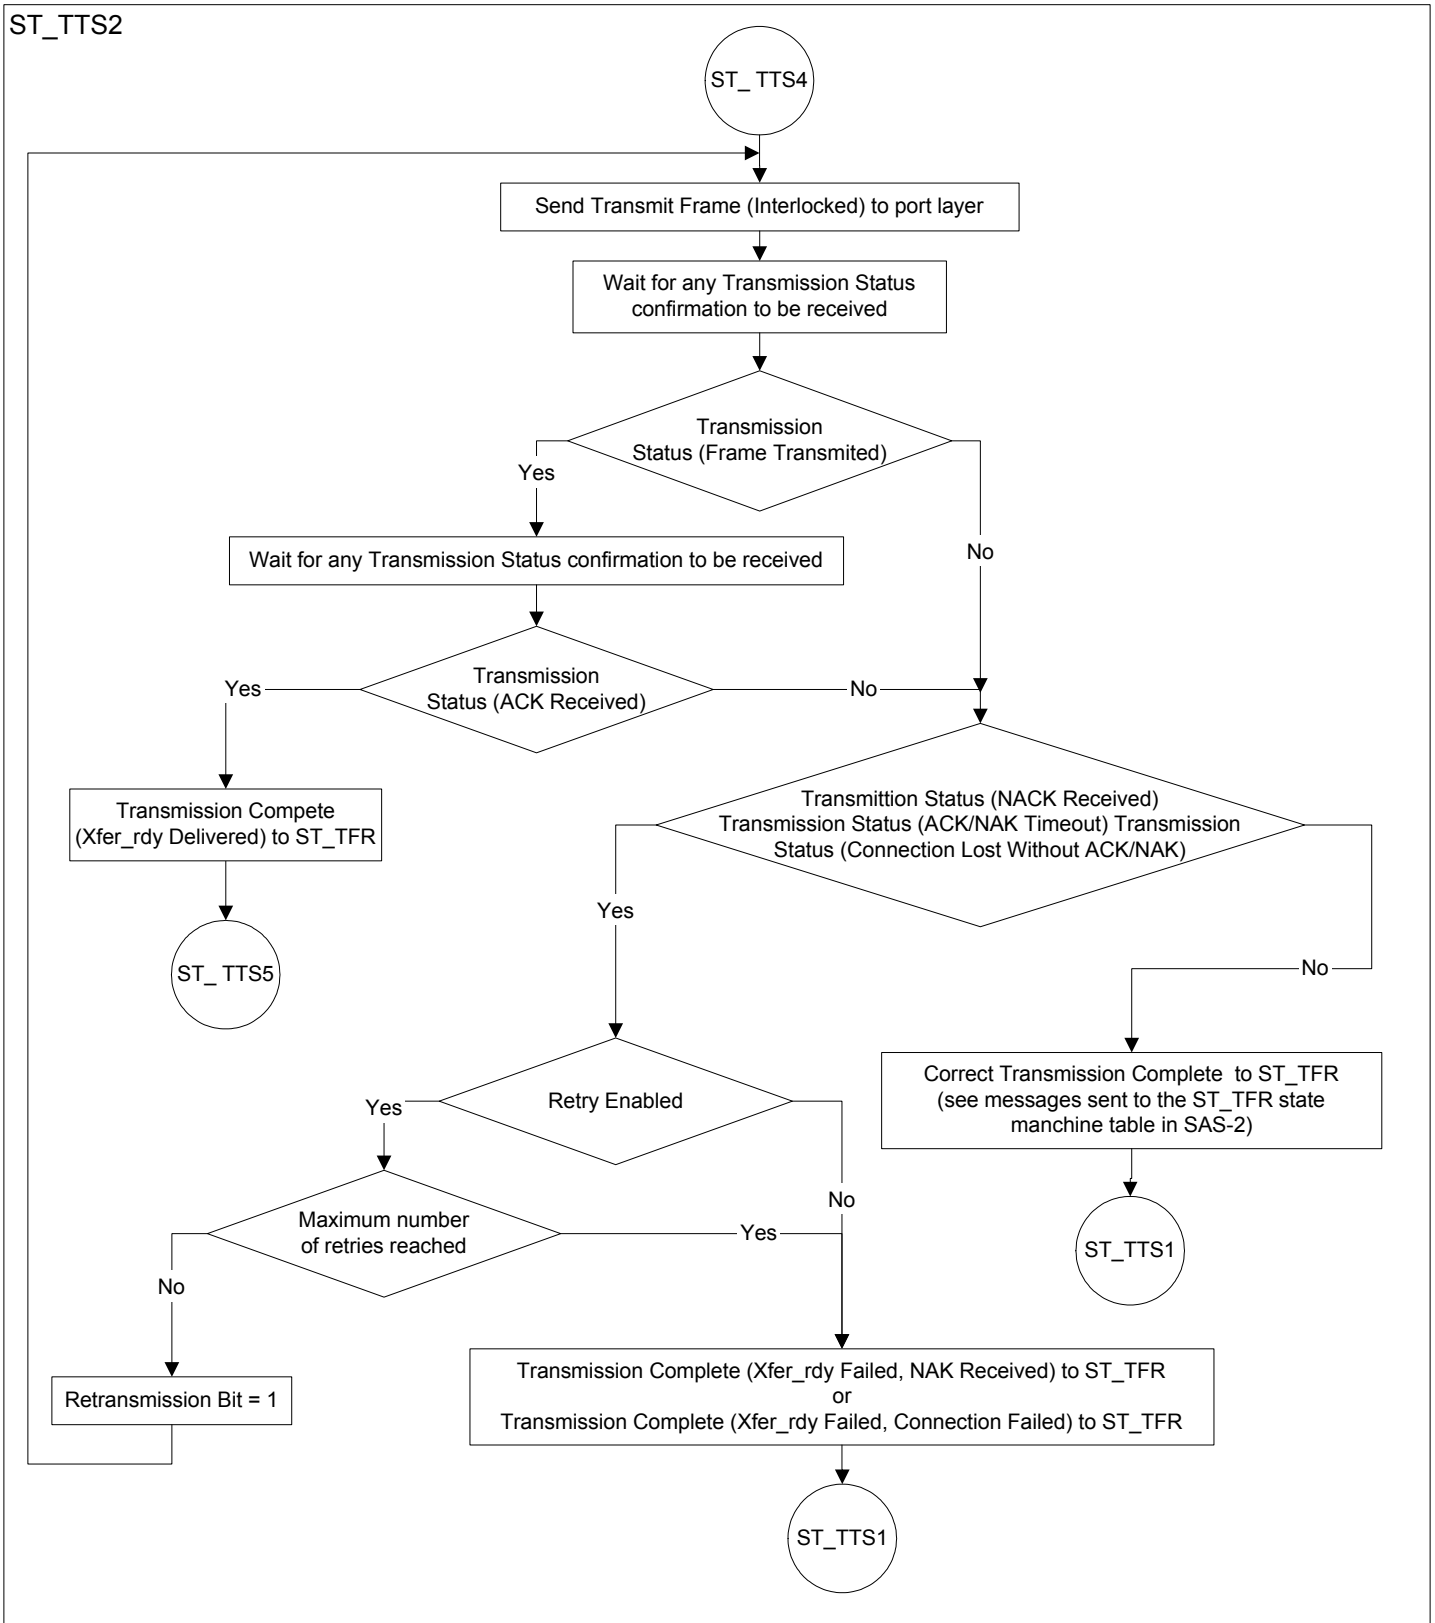 ST_TTS2
ST_ TTS4
Send Transmit Frame (Interlocked) to port layer
Wait for any Transmission Status
confirmation to be received
Transmission
Status (Frame Transmited)
Yes
No
Wait for any Transmission Status confirmation to be received
Transmission
Status (ACK Received)
Yes
No
Transmission Compete
(Xfer_rdy Delivered) to ST_TFR
Transmittion Status (NACK Received)
Transmission Status (ACK/NAK Timeout) Transmission
Status (Connection Lost Without ACK/NAK)
Yes
ST_ TTS5
No
Retry Enabled
Correct Transmission Complete  to ST_TFR
(see messages sent to the ST_TFR state
manchine table in SAS-2)
Yes
No
Maximum number
of retries reached
Yes
ST_TTS1
No
Transmission Complete (Xfer_rdy Failed, NAK Received) to ST_TFR
or
Transmission Complete (Xfer_rdy Failed, Connection Failed) to ST_TFR
Retransmission Bit = 1
ST_TTS1